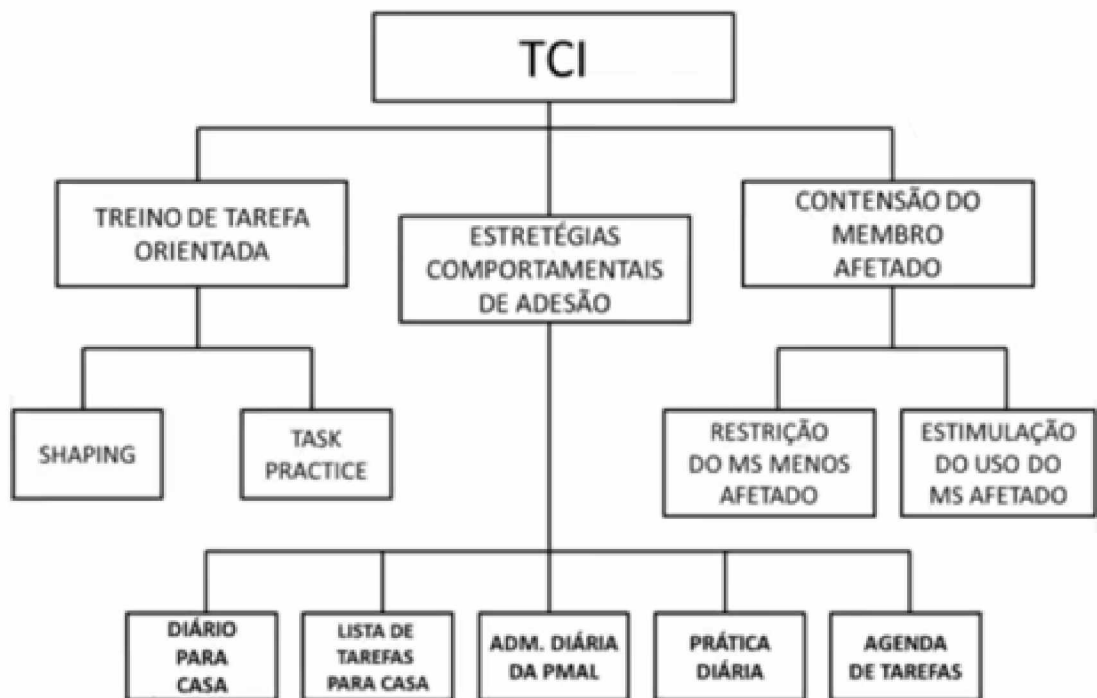 TCI
TREINO DE TAREFA
ORIENTADA
ESTRETÉGIAS
COMPORTAMENTAIS
DE ADESÃO
CONTENSÃO DO
MEMBRO
AFETADO
SHAPING
TASK
PRACTICE
RESTRIÇÃO
DO MS MENOS
AFETADO
ESTIMULAÇÃO
DO USO DO
MS AFETADO
DIÁRIO
PARA
CASA
LISTA DE
TAREFAS
PARA CASA
ADM. DIÁRIA
DA PMAL
PRÁTICA
DIÁRIA
AGENDA
DE TAREFAS